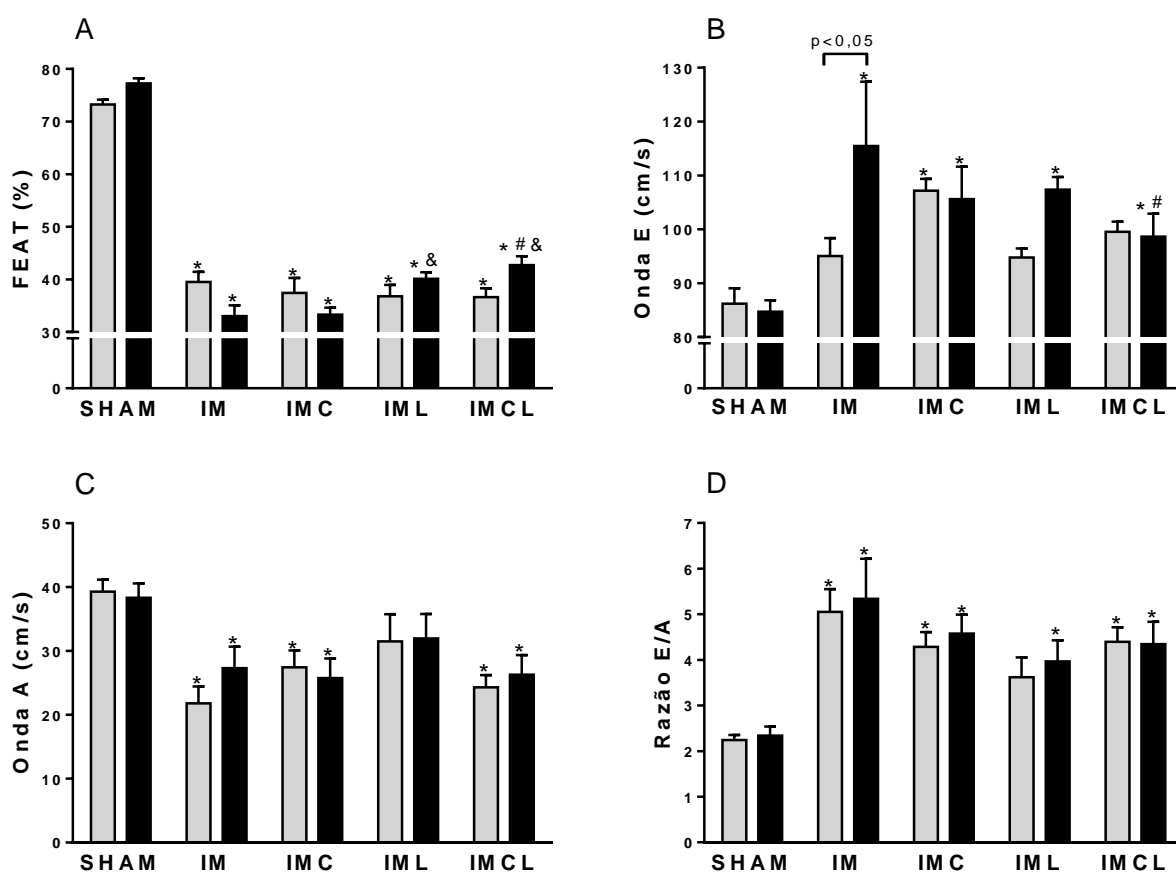 A
FEAT (%)
80
70
60
50
40
30
0
* * * * * * & * * # &
SHAM IM IMC IML IMCL
B
p<0,05
Onda E (cm/s)
130
120
110
100
90
80
0
* * * * * #
SHAM IM IMC IML IMCL
C
Onda A (cm/s)
50
40
30
20
10
0
* * * * * *
SHAM IM IMC IML IMCL
D
Razão E/A
7
6
5
4
3
2
1
0
* * * * * * *
SHAM IM IMC IML IMCL